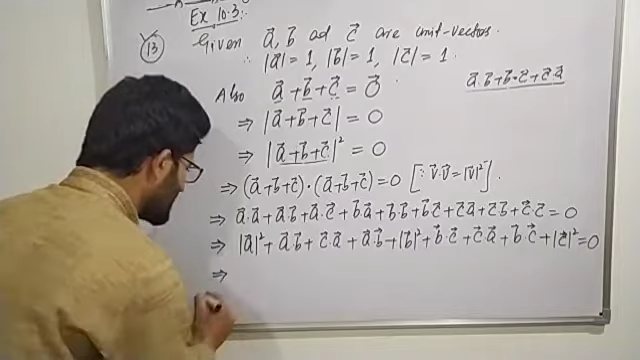 Ex 10.3:
(13) Given a⃗, b⃗ ad c⃗ are unit-vectors.
∴ |a⃗| = 1, |b⃗| = 1, |c⃗| = 1.
Also a⃗ + b⃗ + c⃗ = 0⃗
a⃗.b⃗ + b⃗.c⃗ + c⃗.a⃗
⇒ |a⃗ + b⃗ + c⃗| = 0
⇒ |a⃗ + b⃗ + c⃗|² = 0
⇒ (a⃗ + b⃗ + c⃗) · (a⃗ + b⃗ + c⃗) = 0 [∵ v⃗.v⃗ = |v⃗|²].
⇒ a⃗.a⃗ + a⃗.b⃗ + a⃗.c⃗ + b⃗.a⃗ + b⃗.b⃗ + b⃗.c⃗ + c⃗.a⃗ + c⃗.b⃗ + c⃗.c⃗ = 0
⇒ |a⃗|² + a⃗.b⃗ + c⃗.a⃗ + a⃗.b⃗ + |b⃗|² + b⃗.c⃗ + c⃗.a⃗ + b⃗.c⃗ + |c⃗|² = 0
⇒